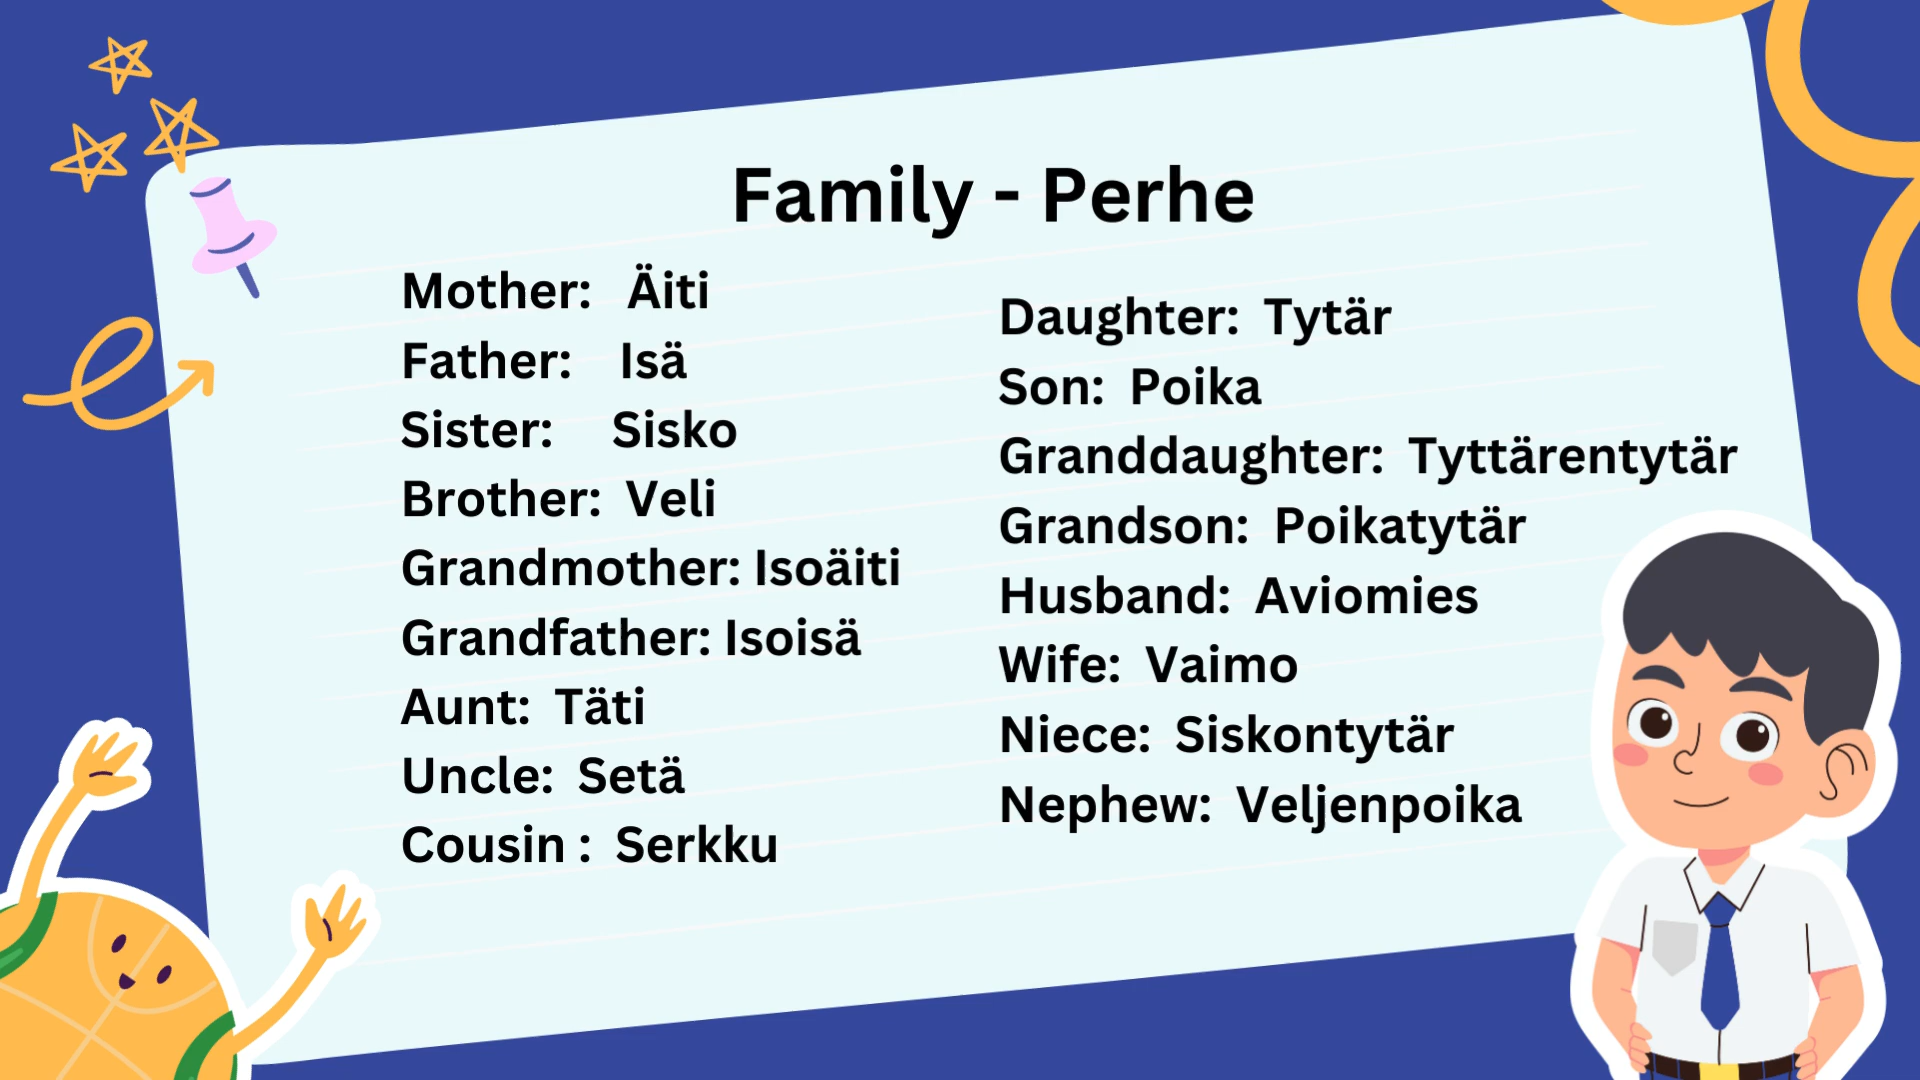 Family - Perhe
Mother: Äiti
Father: Isä
Sister: Sisko
Brother: Veli
Grandmother: Isoäiti
Grandfather: Isoisä
Aunt: Täti
Uncle: Setä
Cousin : Serkku
Daughter: Tytär
Son: Poika
Granddaughter: Tyttärentytär
Grandson: Poikatytär
Husband: Aviomies
Wife: Vaimo
Niece: Siskontytär
Nephew: Veljenpoika